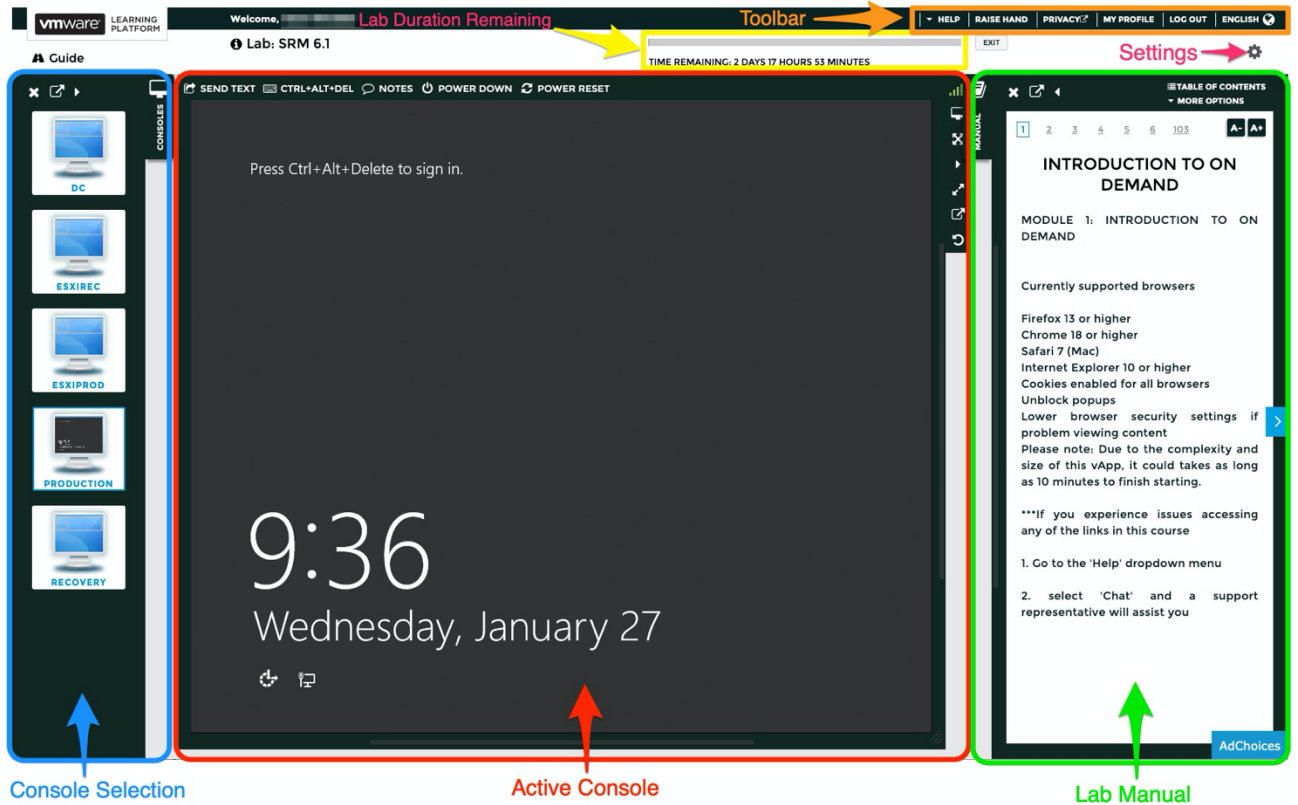 vmware LEARNING PLATFORM
Welcome,
Lab Duration Remaining
Toolbar
HELP RAISE HAND PRIVACY MY PROFILE LOG OUT ENGLISH
Guide
Lab: SRM 6.1
TIME REMAINING: 2 DAYS 17 HOURS 53 MINUTES
EXIT
Settings
CONSOLES
DC
ESXIREC
ESXIPROD
9:36
PRODUCTION
RECOVERY
SEND TEXT CTRL+ALT+DEL NOTES POWER DOWN POWER RESET
Press Ctrl+Alt+Delete to sign in.
9:36
Wednesday, January 27
MANUAL
TABLE OF CONTENTS
MORE OPTIONS
1 2 3 4 5 6 103 A- A+
INTRODUCTION TO ON
DEMAND
MODULE 1: INTRODUCTION TO ON
DEMAND
Currently supported browsers
Firefox 13 or higher
Chrome 18 or higher
Safari 7 (Mac)
Internet Explorer 10 or higher
Cookies enabled for all browsers
Unblock popups
Lower browser security settings if
problem viewing content
Please note: Due to the complexity and
size of this vApp, it could takes as long
as 10 minutes to finish starting.
***If you experience issues accessing
any of the links in this course
1. Go to the 'Help' dropdown menu
2. select 'Chat' and a support
representative will assist you
AdChoices
Console Selection
Active Console
Lab Manual